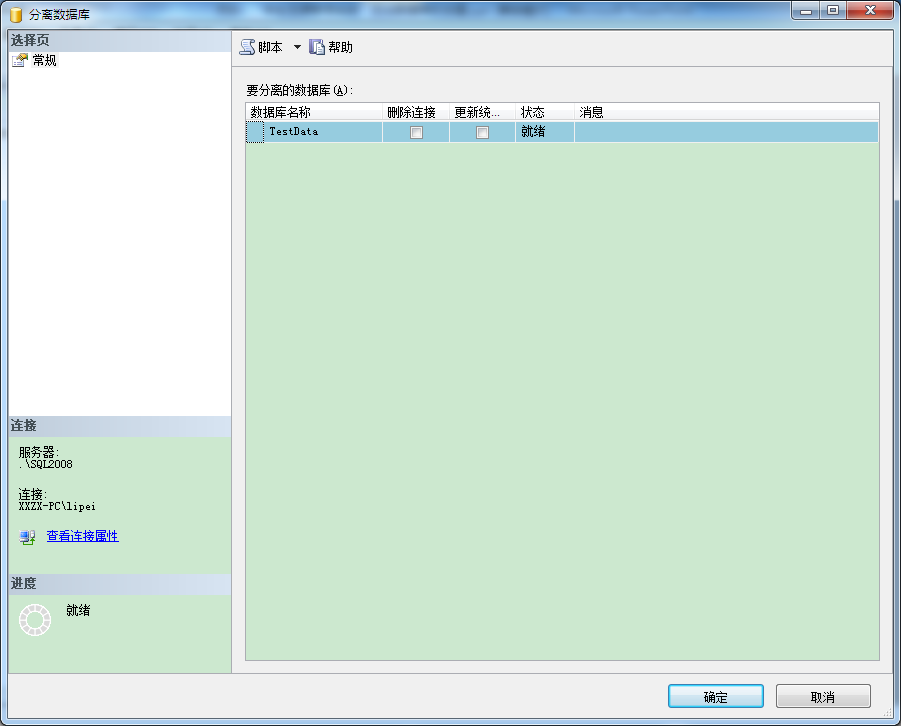 分离数据库
选择页
常规
脚本 帮助
要分离的数据库(A):
数据库名称 删除连接 更新统... 状态 消息
TestData 就绪
连接
服务器:
.\SQL2008
连接:
XXZX-PC\lipei
查看连接属性
进度
就绪
确定 取消